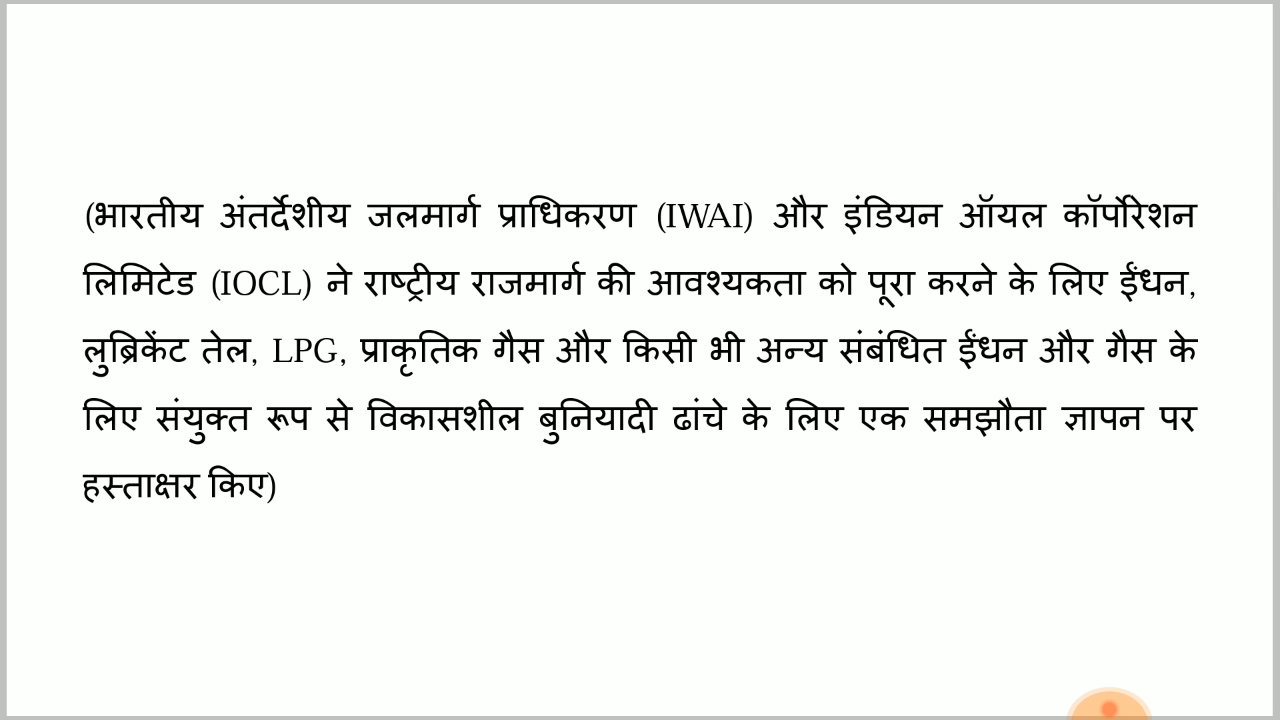 (भारतीय अंतर्देशीय जलमार्ग प्राधिकरण (IWAI) और इंडियन ऑयल कॉर्पोरेशन
लिमिटेड (IOCL) ने राष्ट्रीय राजमार्ग की आवश्यकता को पूरा करने के लिए ईंधन,
लुब्रिकेंट तेल, LPG, प्राकृतिक गैस और किसी भी अन्य संबंधित ईंधन और गैस के
लिए संयुक्त रूप से विकासशील बुनियादी ढांचे के लिए एक समझौता ज्ञापन पर
हस्ताक्षर किए)